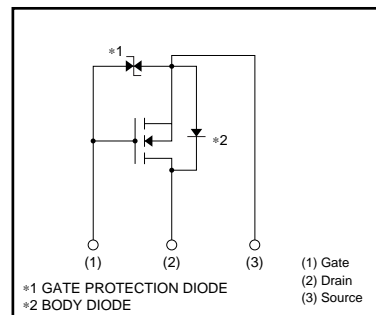 ∗1
∗2
(1) (2) (3)
∗1 GATE PROTECTION DIODE
∗2 BODY DIODE
(1) Gate
(2) Drain
(3) Source